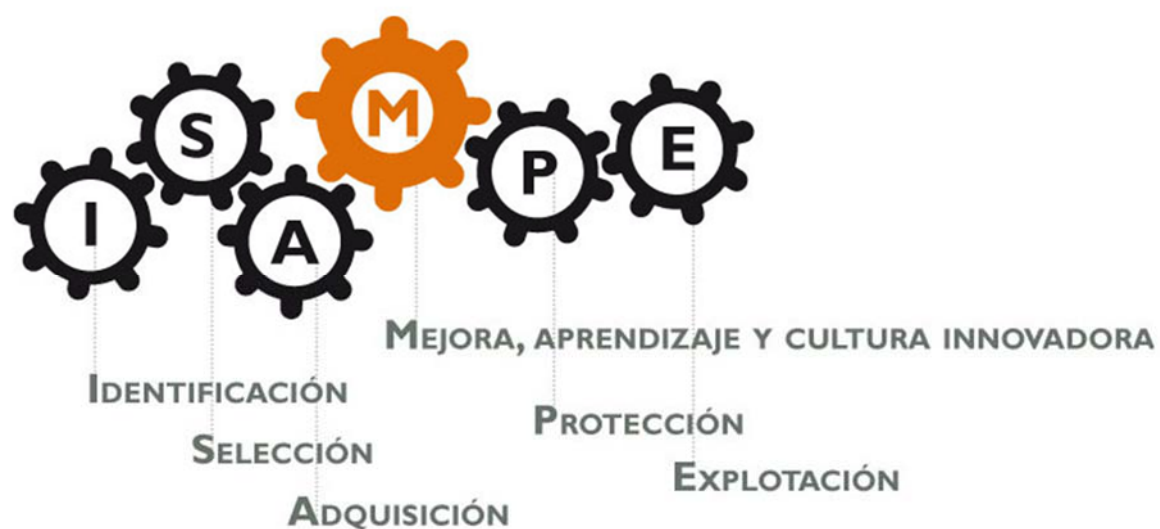 I
S
A
M
P
E
MEJORA, APRENDIZAJE Y CULTURA INNOVADORA
IDENTIFICACIÓN
PROTECCIÓN
SELECCIÓN
EXPLOTACIÓN
ADQUISICIÓN